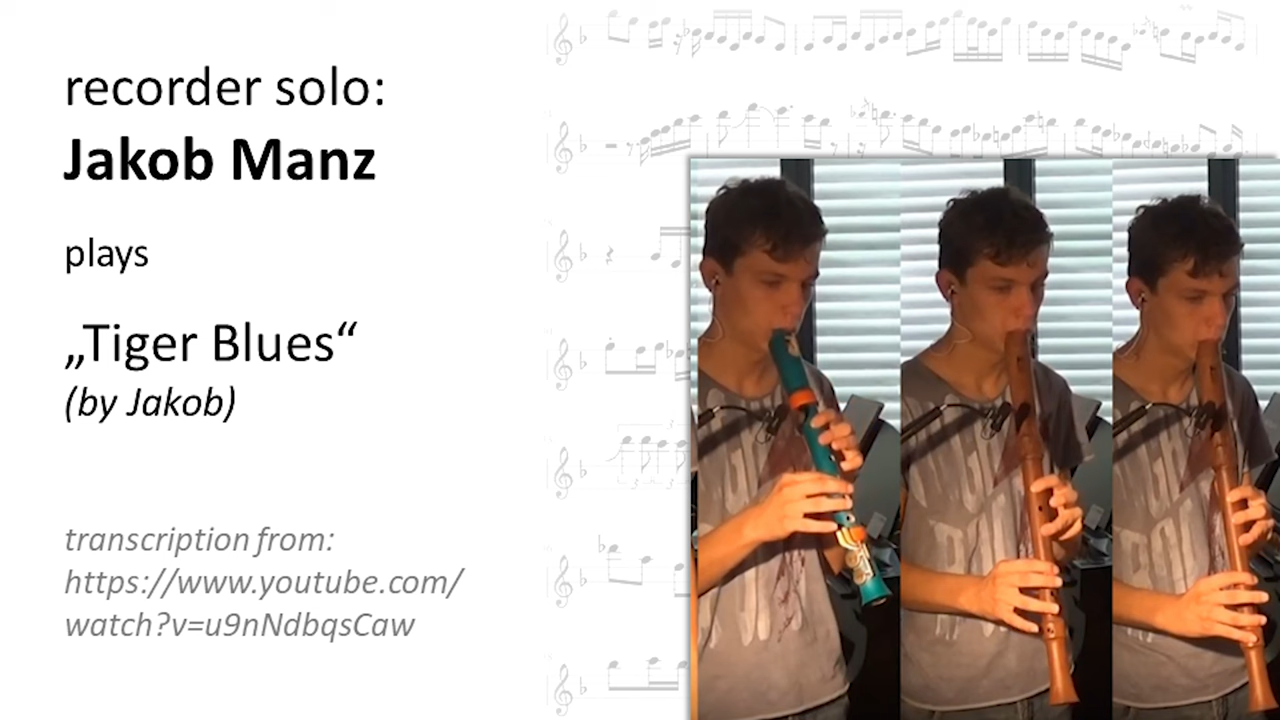 recorder solo:
Jakob Manz
plays
„Tiger Blues“
(by Jakob)
transcription from:
https://www.youtube.com/
watch?v=u9nNdbqsCaw